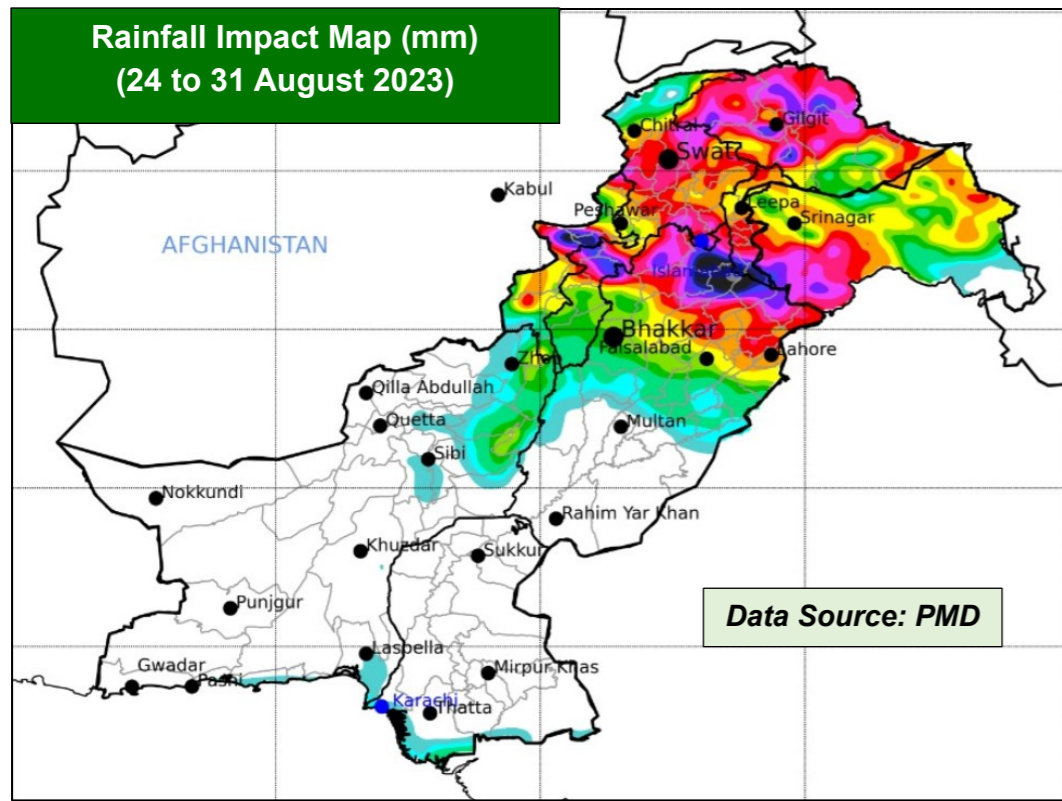 Rainfall Impact Map (mm)
(24 to 31 August 2023)
Chitral
Gilgit
Swat
Kabul
Peshawar
Leepa
Srinagar
AFGHANISTAN
Bhakkar
Faisalabad
Lahore
Qilla Abdullah
Quetta
Multan
Sibi
Nokkundi
Rahim Yar Khan
Khuzdar
Sukkur
Punjgur
Data Source: PMD
Lasbella
Gwadar
Pashi
Mirpur Khas
Karachi
Thatta